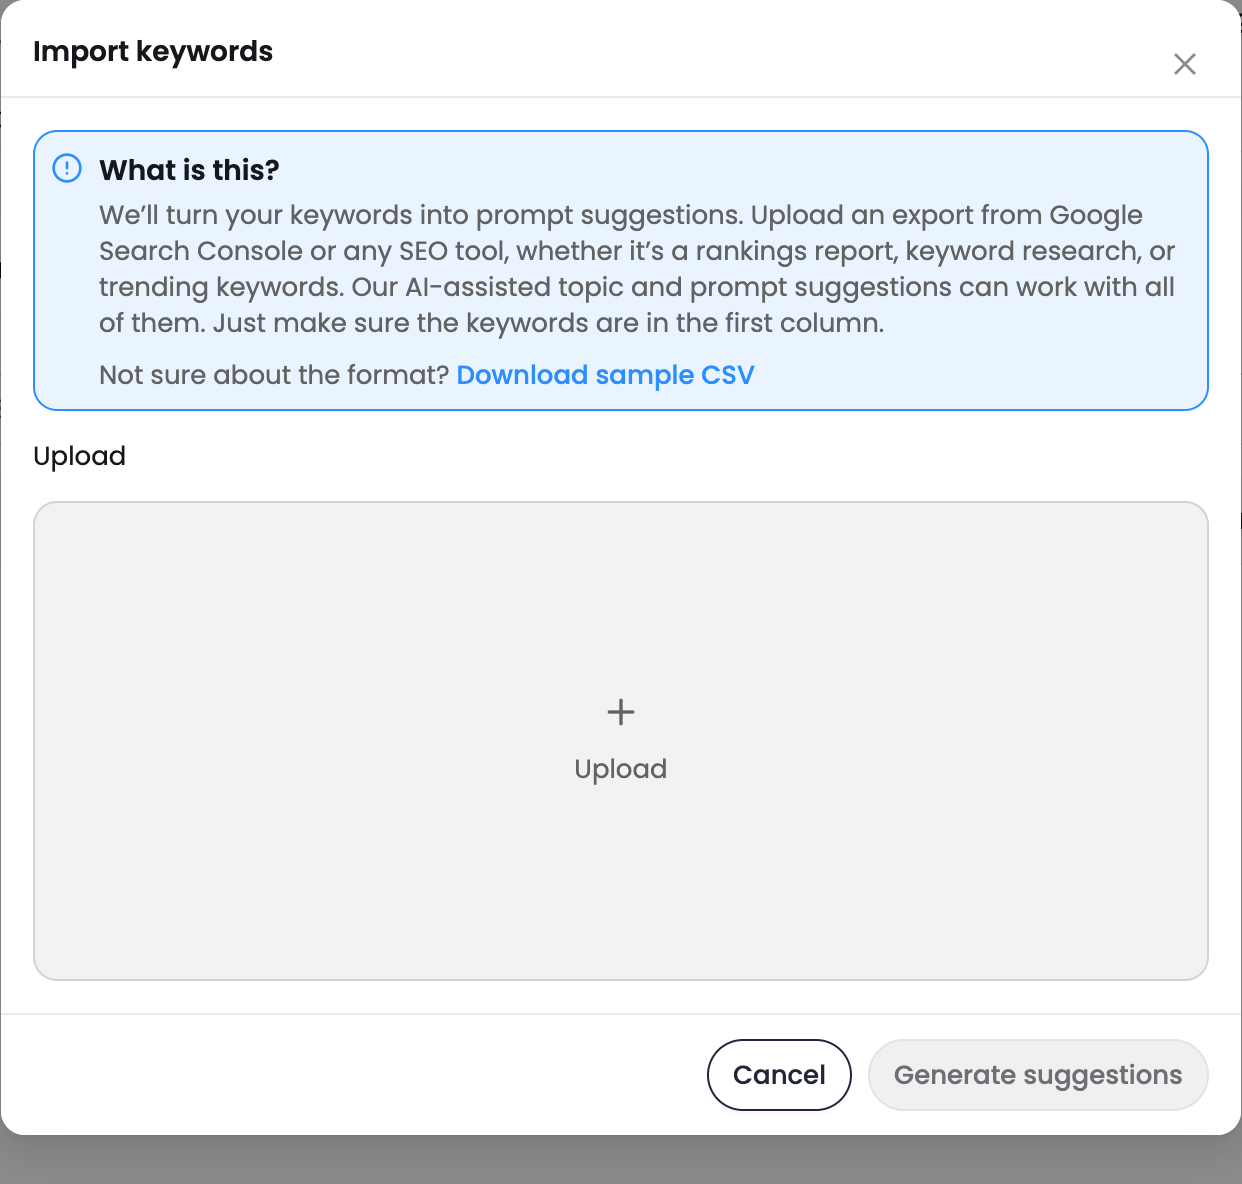 Import keywords
What is this?
We’ll turn your keywords into prompt suggestions. Upload an export from Google
Search Console or any SEO tool, whether it’s a rankings report, keyword research, or
trending keywords. Our AI-assisted topic and prompt suggestions can work with all
of them. Just make sure the keywords are in the first column.
Not sure about the format? Download sample CSV
Upload
Upload
Cancel
Generate suggestions